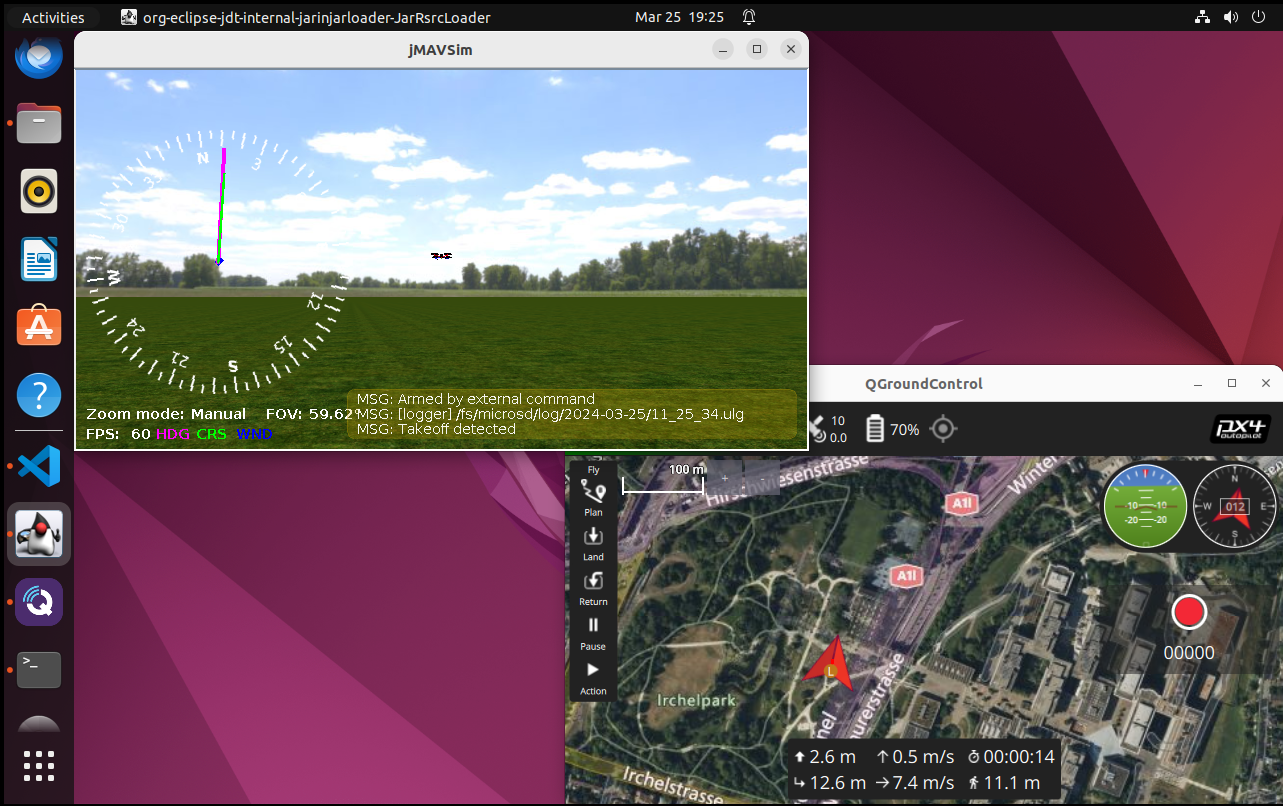 Activities
org-eclipse-jdt-internal-jarinjarloader-JarRsrcLoader
Mar 25 19:25
jMAVSim
N
3
12
15
S
21
24
W
30
33
Zoom mode: Manual FOV: 59.62°
FPS: 60 HDG CRS WND
MSG: Armed by external command
MSG: [logger] /fs/microsd/log/2024-03-25/11_25_34.ulg
MSG: Takeoff detected
QGroundControl
10
0.0
70%
PX4
autopilot
Fly
Plan
Land
Return
Pause
Action
100 m
A1l
A1l
Irchelpark
Irchelstrasse
L
-10 10
-20 -20
N
W 012 E
S
00000
2.6 m 0.5 m/s 00:00:14
12.6 m 7.4 m/s 11.1 m